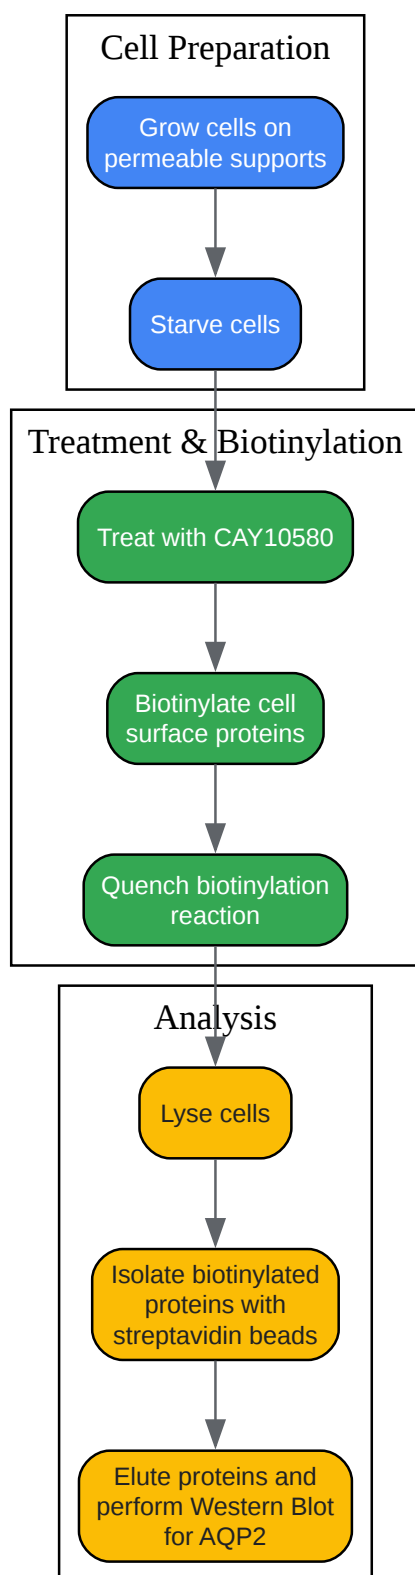 Cell Preparation
Grow cells on
permeable supports
Starve cells
Treatment & Biotinylation
Treat with CAY10580
Biotinylate cell
surface proteins
Quench biotinylation
reaction
Analysis
Lyse cells
Isolate biotinylated
proteins with
streptavidin beads
Elute proteins and
perform Western Blot
for AQP2